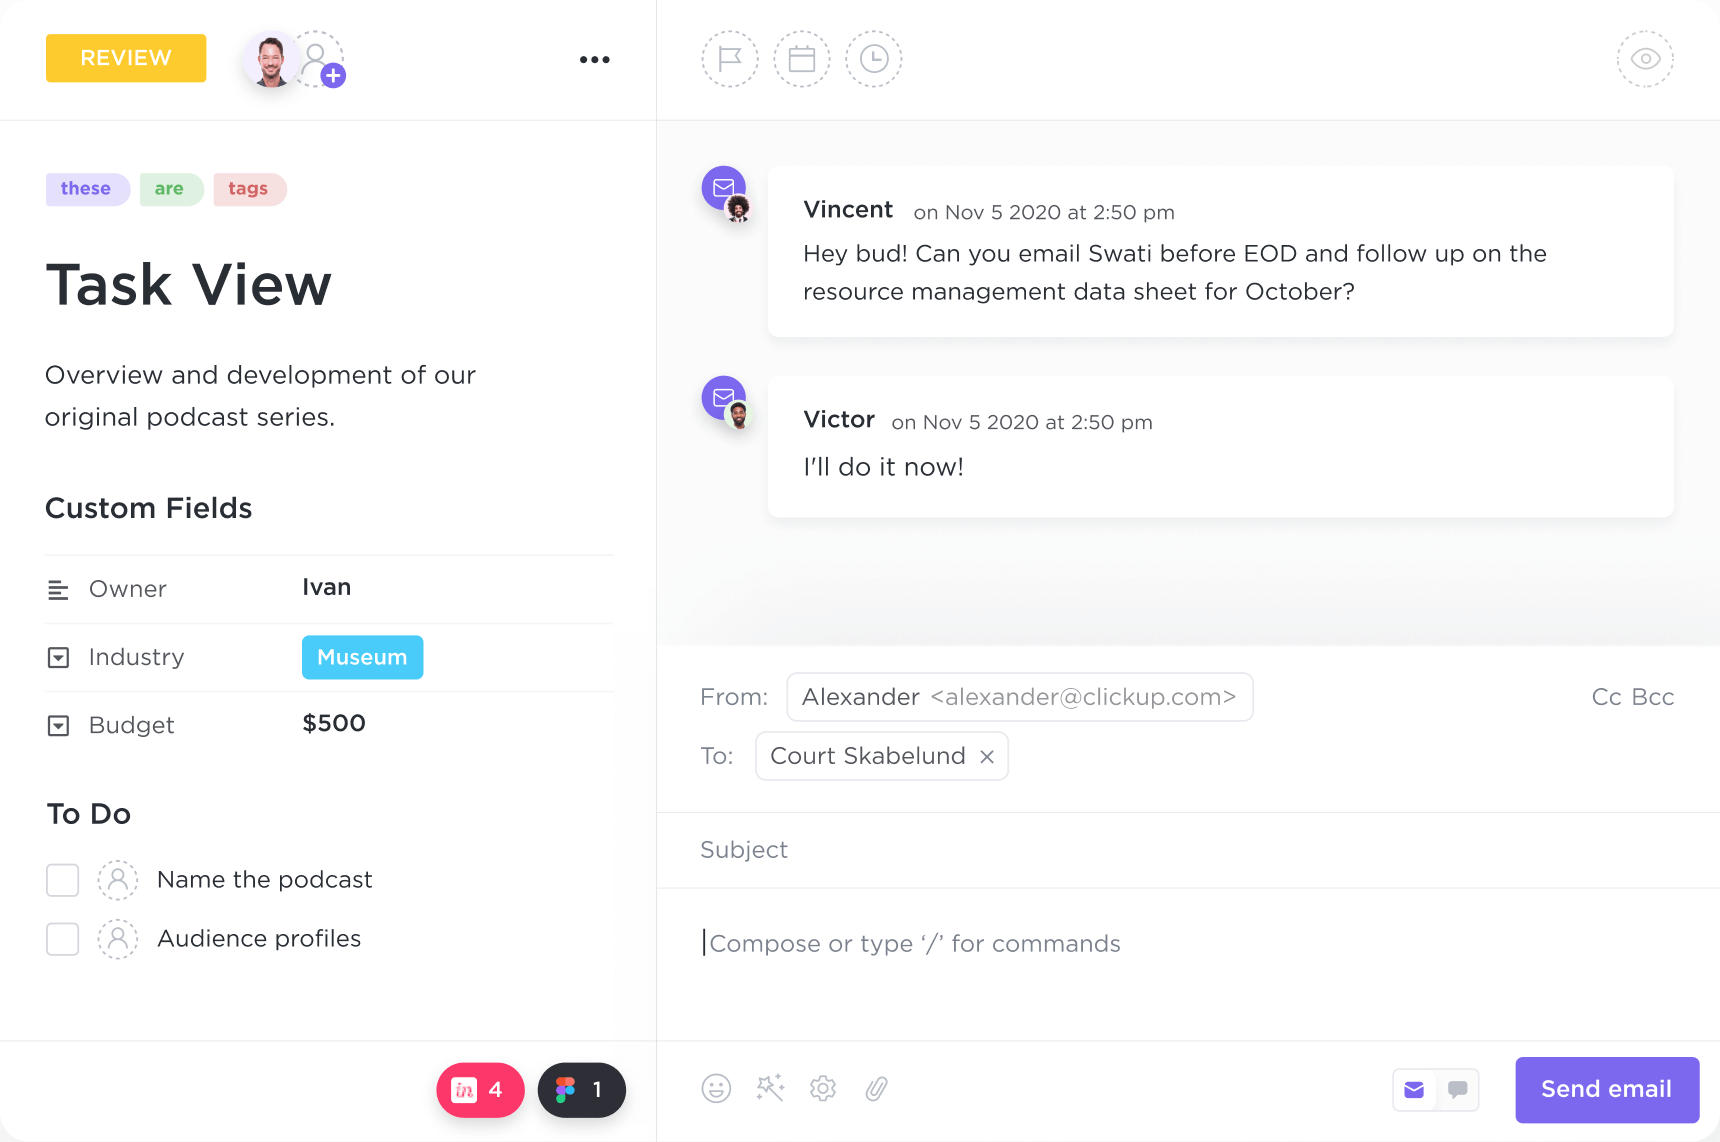 REVIEW
these are tags
Task View
Overview and development of our
original podcast series.
Custom Fields
Owner Ivan
Industry Museum
Budget $500
To Do
Name the podcast
Audience profiles
in 4 1
Vincent on Nov 5 2020 at 2:50 pm
Hey bud! Can you email Swati before EOD and follow up on the
resource management data sheet for October?
Victor on Nov 5 2020 at 2:50 pm
I'll do it now!
From: Alexander <alexander@clickup.com> Cc Bcc
To: Court Skabelund ×
Subject
Compose or type ‘/’ for commands
Send email